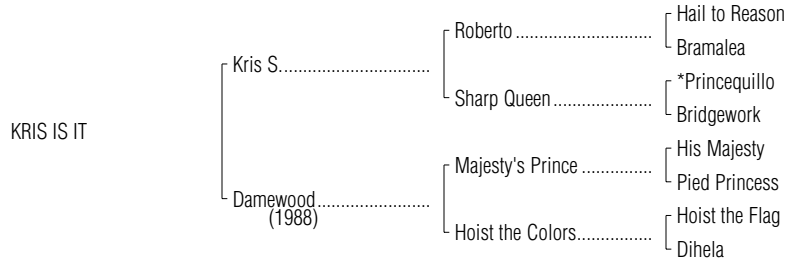 Hail to Reason
Roberto ..............................
Bramalea
Kris S. ................................
*Princequillo
Sharp Queen ......................
Bridgework
KRIS IS IT
His Majesty
Majesty's Prince ................
Pied Princess
Damewood ........................
(1988)
Hoist the Flag
Hoist the Colors.................
Dihela